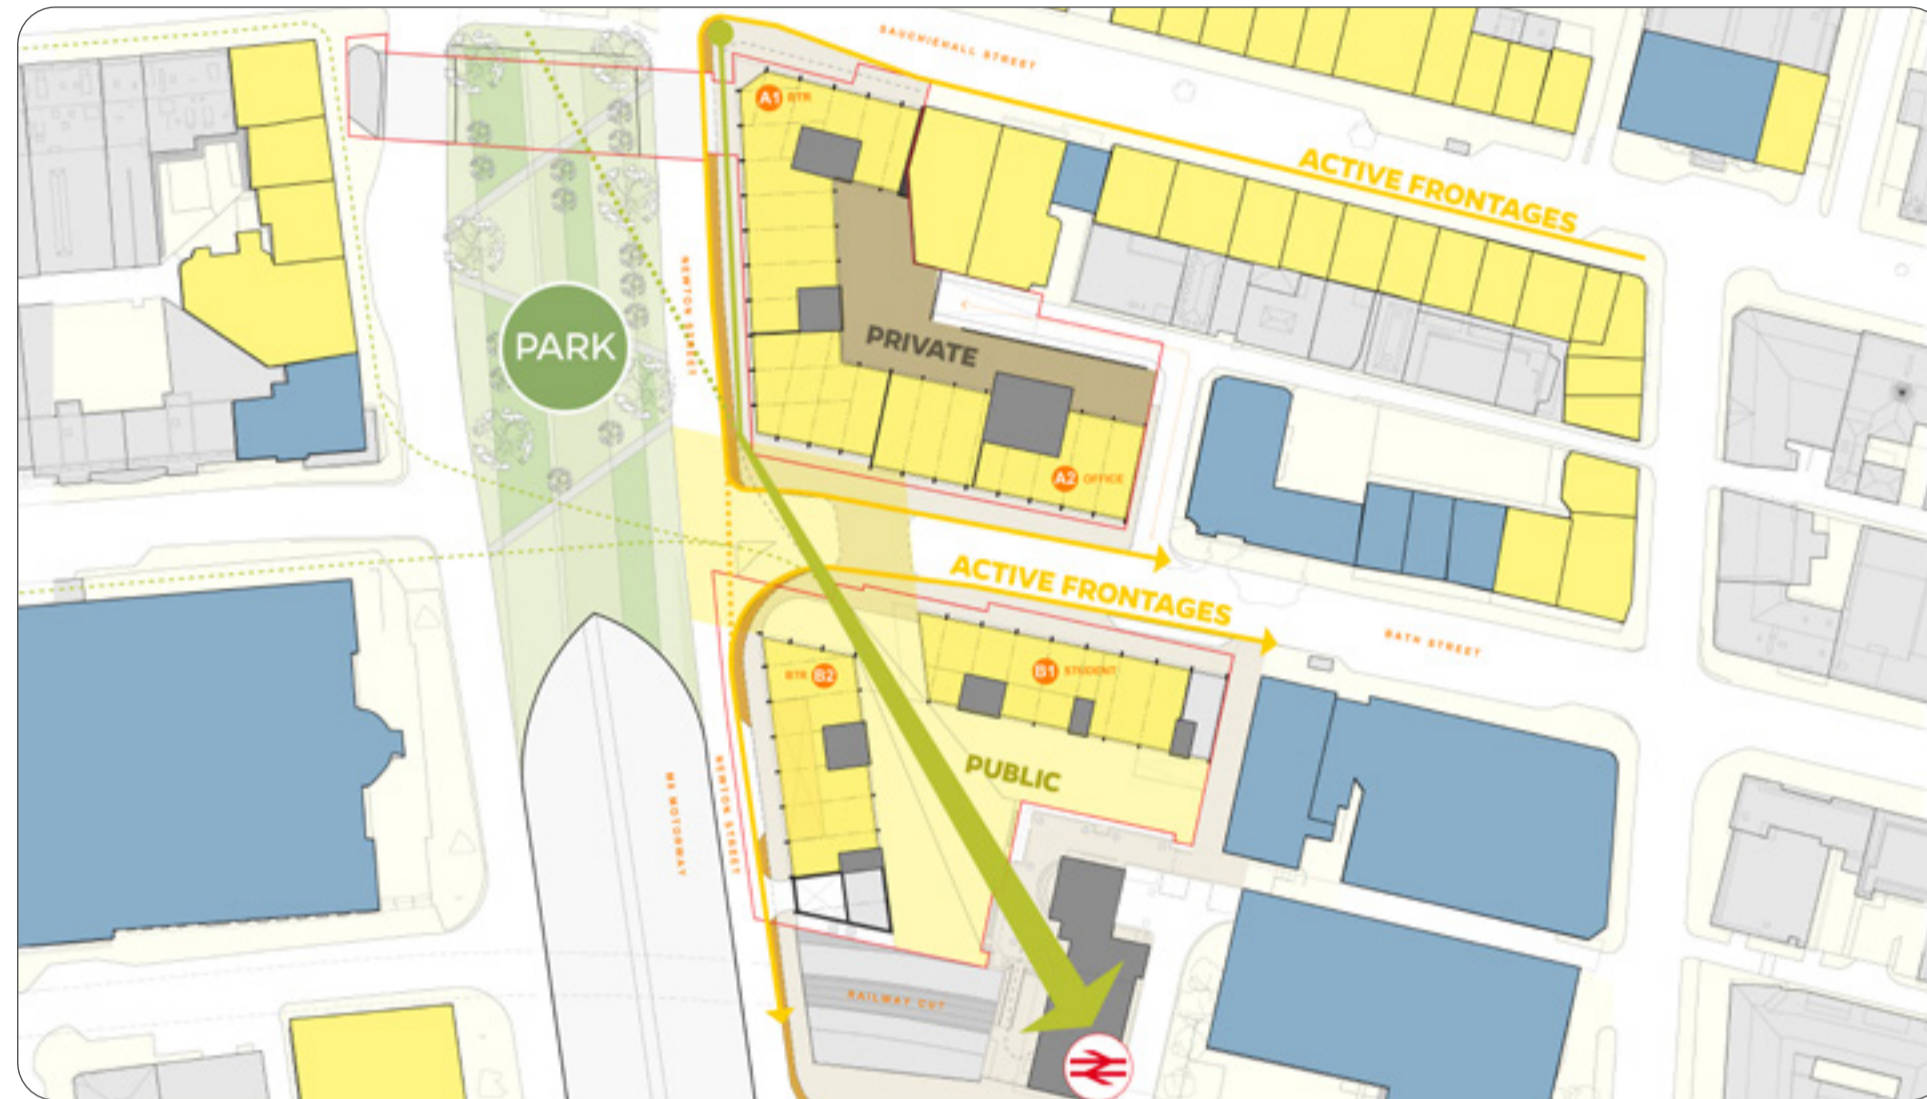 SAUCHIEHALL STREET
A1 BTR
ACTIVE FRONTAGES
NEWTON STREET
PARK
PRIVATE
A2 OFFICE
ACTIVE FRONTAGES
BATH STREET
BTR B2
B1 STUDENT
PUBLIC
M8 MOTORWAY
NEWTON STREET
RAILWAY CUT